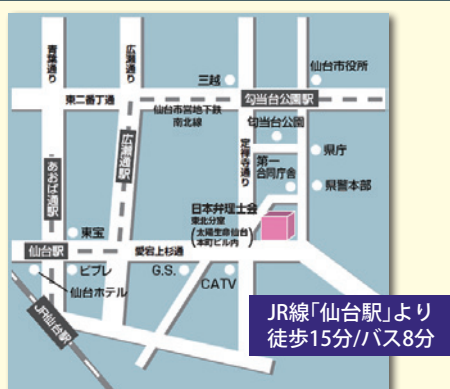 青葉通り
広瀬通り
三越
仙台市役所
東二番丁通
勾当台公園駅
仙台市営地下鉄
南北線
勾当台公園
定禅寺通り
第一
合同庁舎
県庁
県警本部
あおば通駅
広瀬通駅
日本弁理士会
東北分室
(太陽生命仙台
本町ビル内)
東宝
仙台駅
愛宕上杉通
ビブレ
G.S.
CATV
仙台ホテル
JR仙台駅
JR線「仙台駅」より
徒歩15分/バス8分